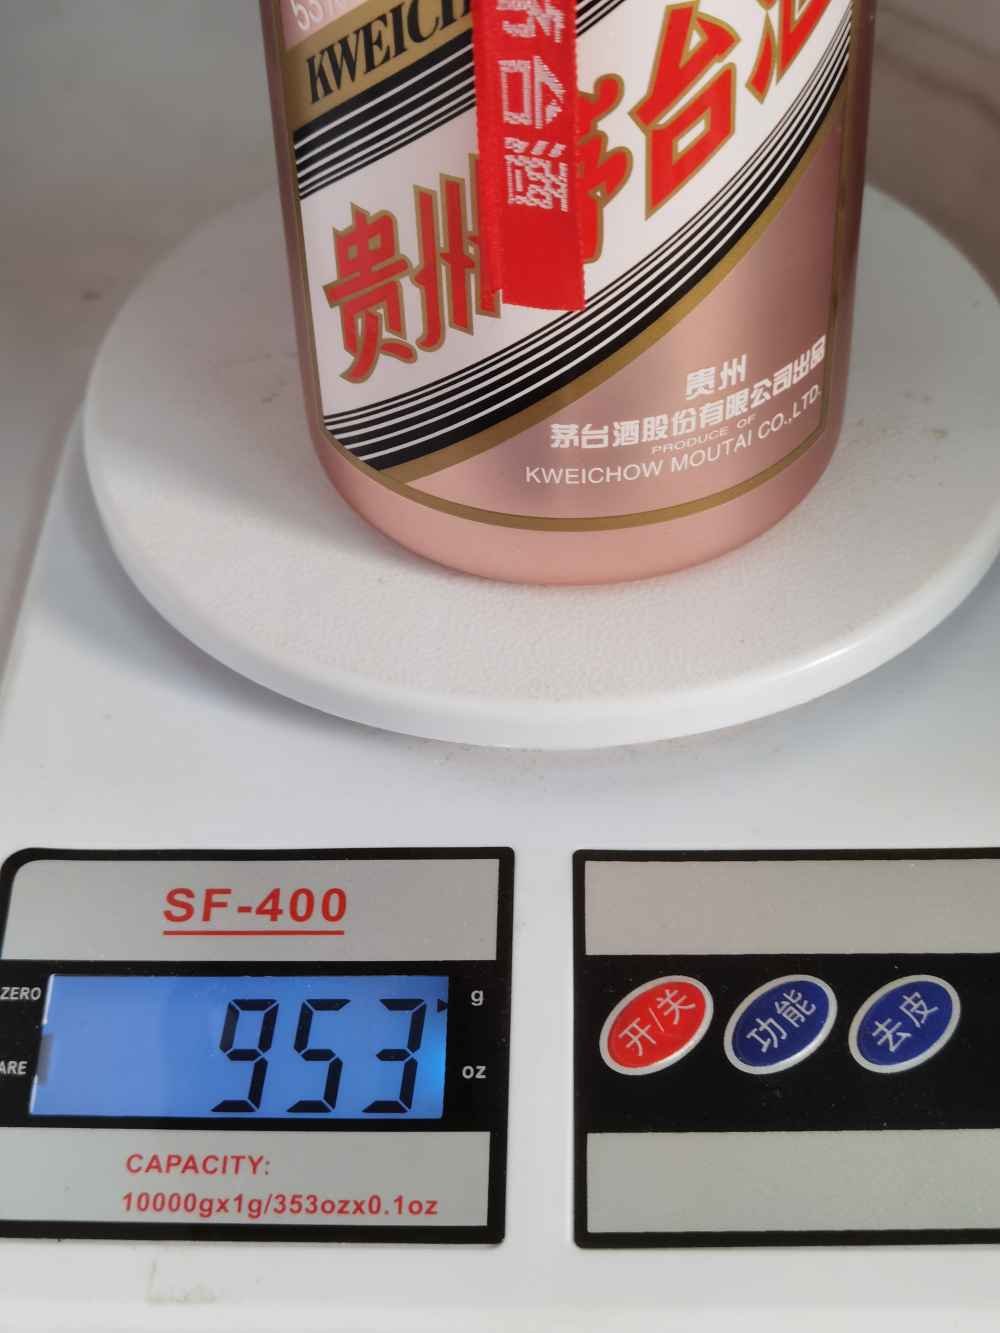 53%
KWEICH
贵州茅台酒
贵州
茅台酒股份有限公司出品
PRODUCE OF
KWEICHOW MOUTAI CO.,LTD.
SF-400
ZERO
953
g
ARE
oz
CAPACITY:
10000gx1g/353ozx0.1oz
开/关
功能
去皮